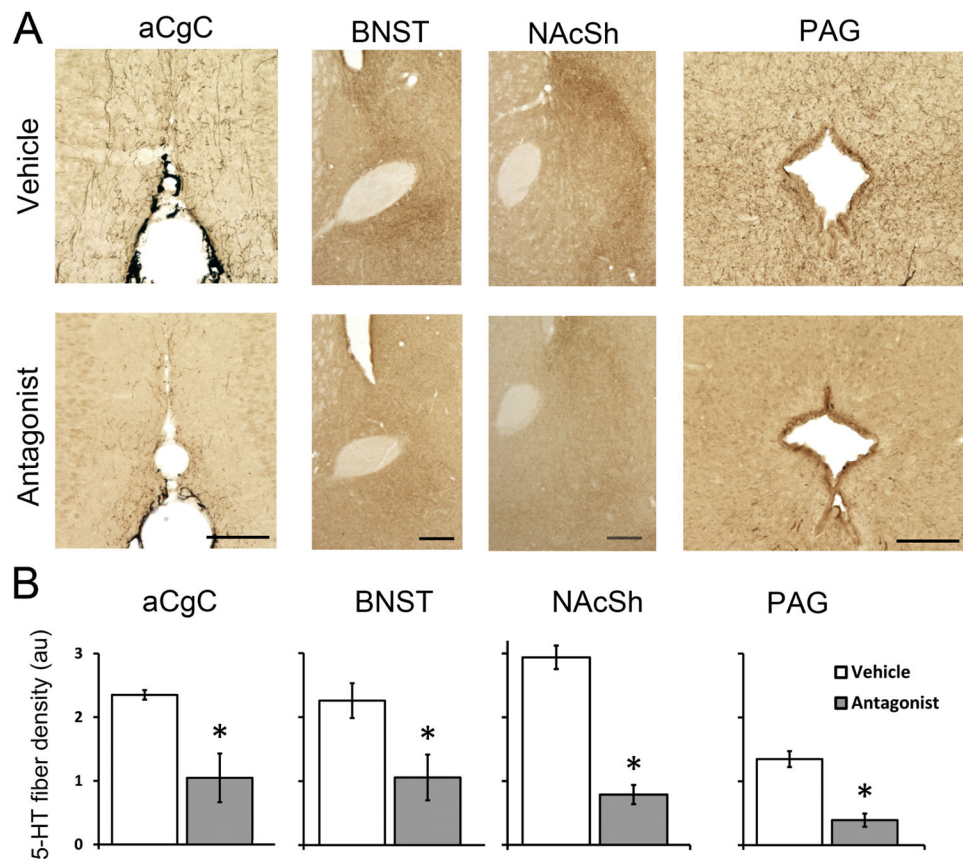 A
aCgC BNST NAcSh PAG
Vehicle
Antagonist
B
aCgC BNST NAcSh PAG
5-HT fiber density (au)
3
2
1
0
3
* * * *
Vehicle
Antagonist